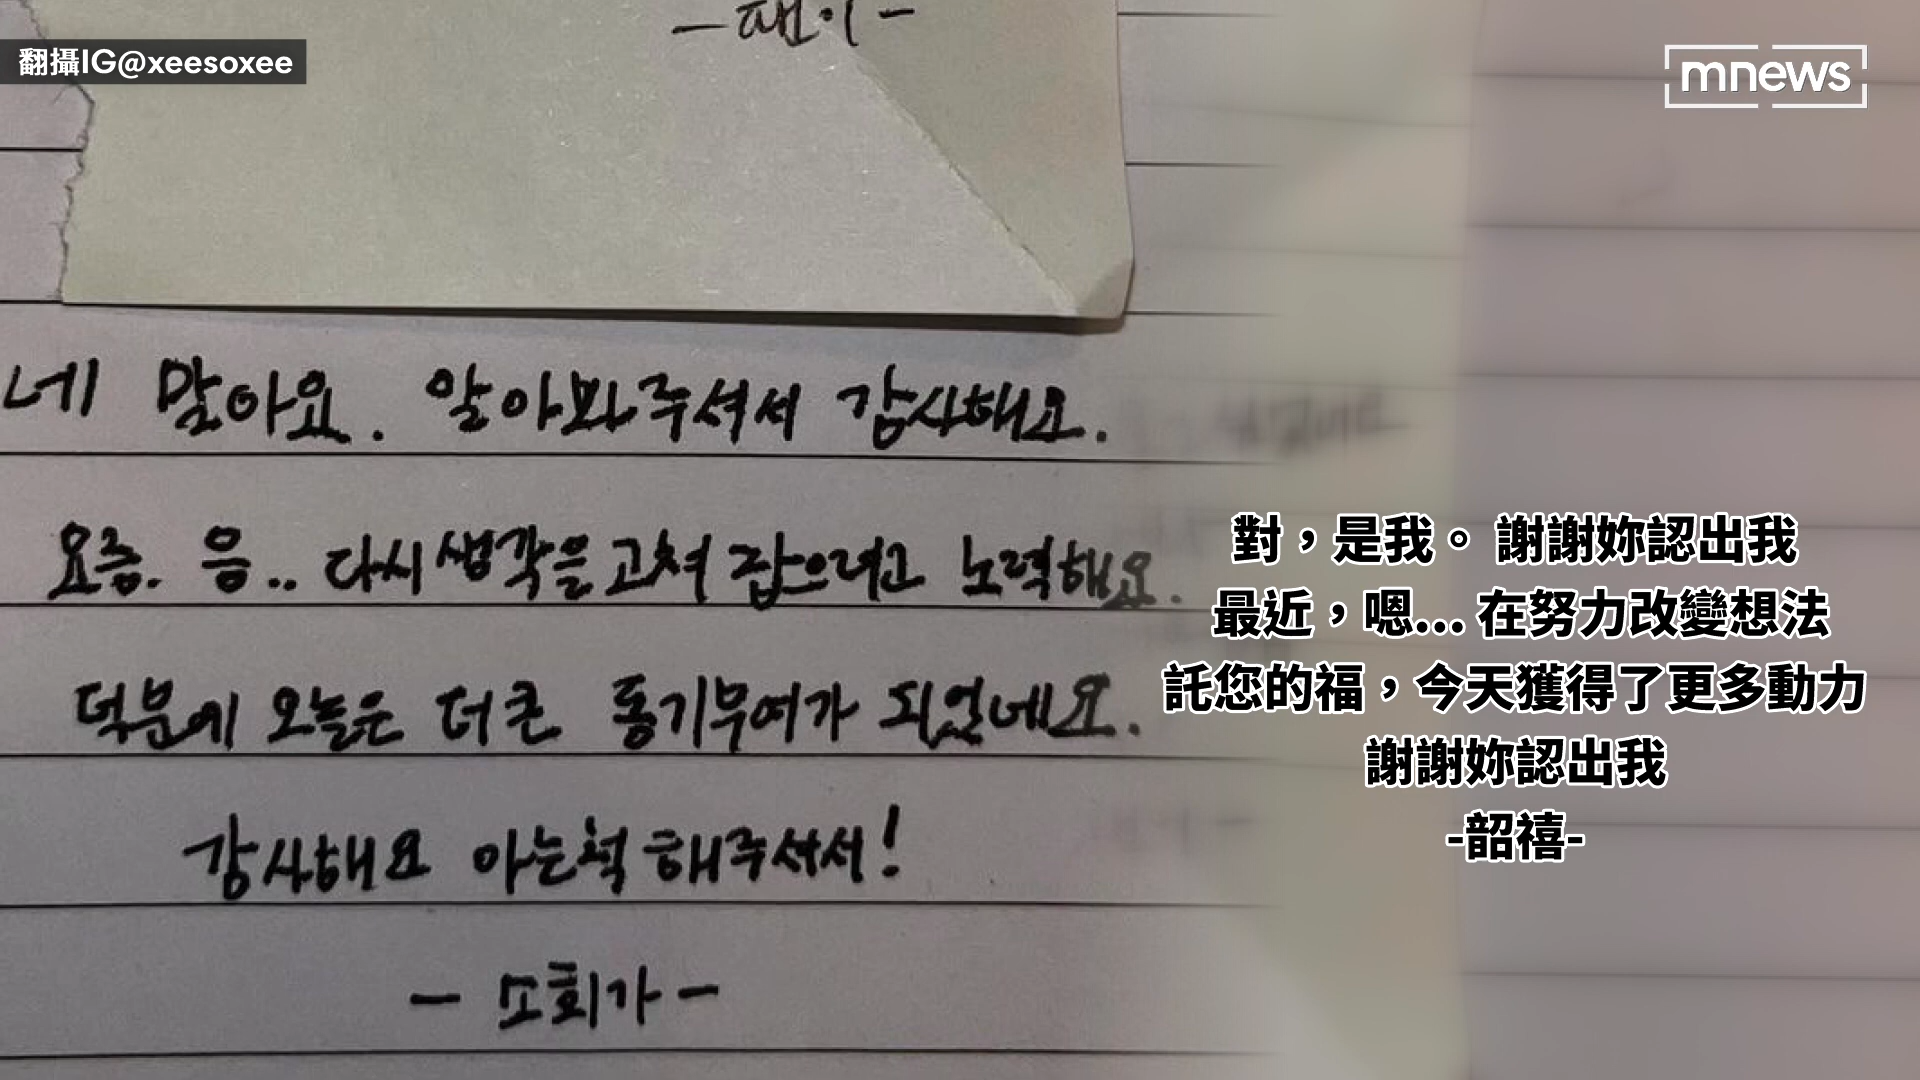 -팬이-
翻攝IG@xeesoxee
mnews
네 맞아요. 알아봐주셔서 감사해요.
요즘. 음.. 다시 생각을 고쳐 잡으려고 노력해요.
덕분에 오늘은 더 큰 동기부여가 되었네요.
감사해요 아는척 해주셔서!
- 소희가 -
對，是我。 謝謝妳認出我
最近，嗯... 在努力改變想法
託您的福，今天獲得了更多動力
謝謝妳認出我
-韶禧-